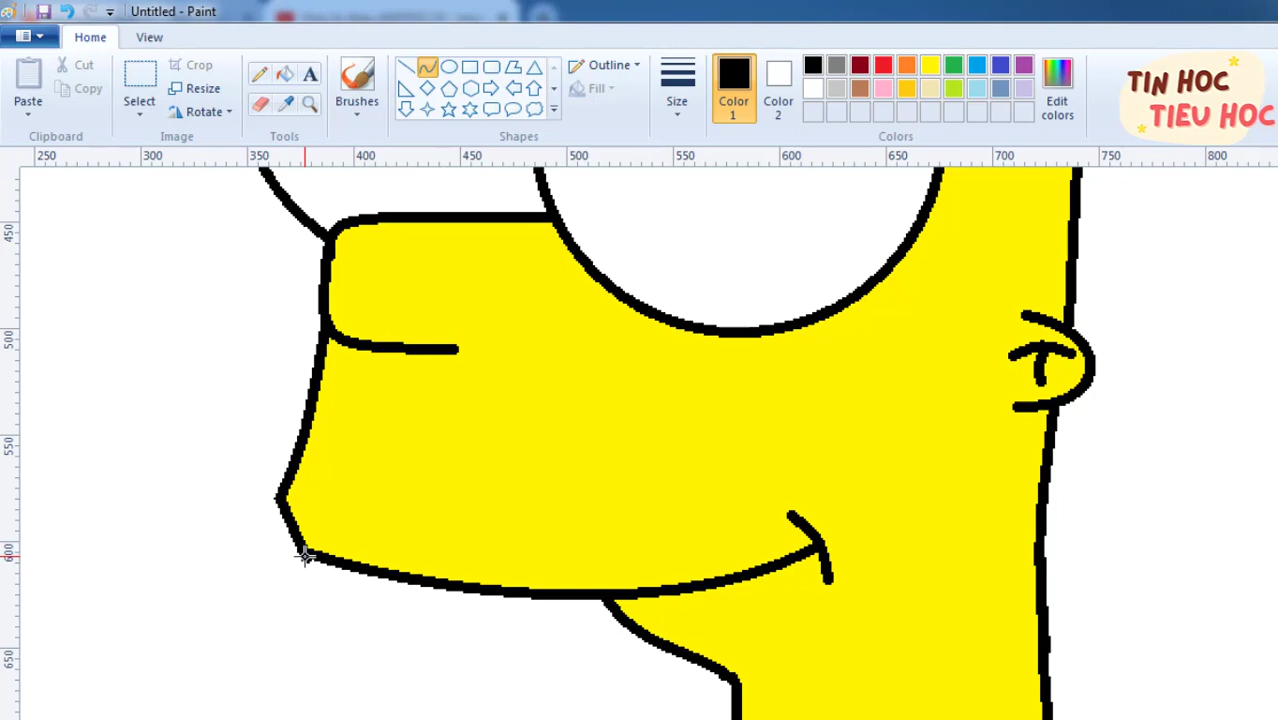 Untitled - Paint
Home View
Cut
Copy
Paste
Clipboard
Crop
Resize
Rotate
Select
Image
A
Tools
Brushes
Outline
Fill
Shapes
Size
Color 1
Color 2
Edit colors
Colors
TIN HOC
TIEU HOC
250 300 350 400 450 500 550 600 650 700 750 800
450
500
550
600
650